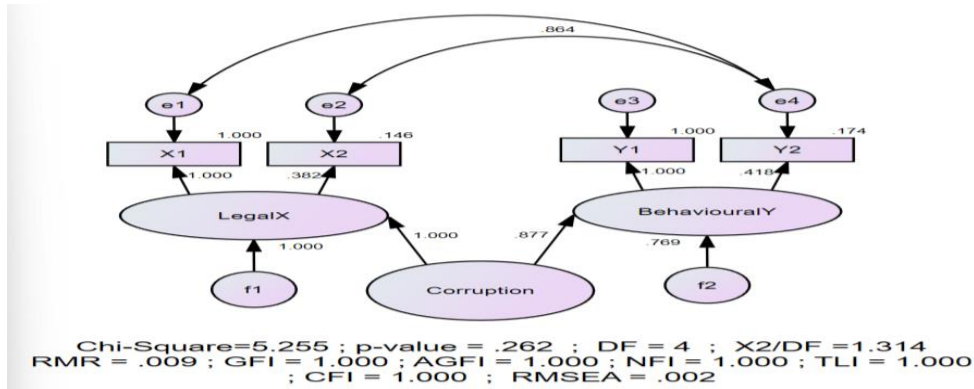 .864
e1 e2 e3 e4
1.000 .146 1.000 .174
X1 X2 Y1 Y2
1.000 .382 1.000 .418
LegalX BehaviouralY
1.000 1.000 .877 .769
f1 Corruption f2
Chi-Square=5.255 ; p-value = .262 ; DF = 4 ; X2/DF =1.314
RMR = .009 ; GFI = 1.000 ; AGFI = 1.000 ; NFI = 1.000 ; TLI = 1.000
; CFI = 1.000 ; RMSEA = .002